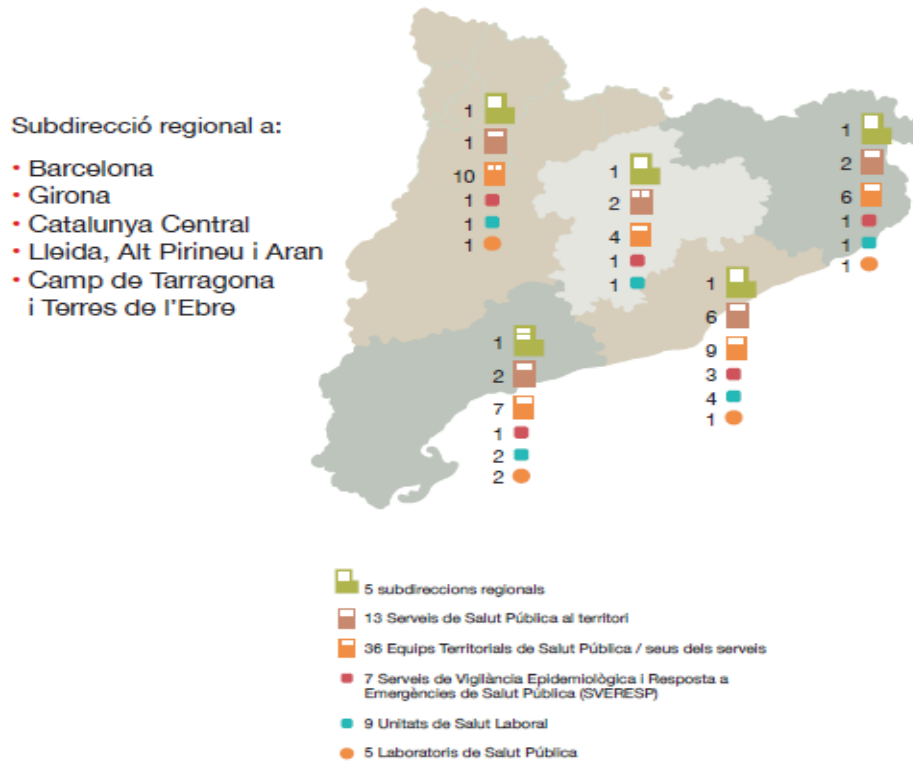 Subdirecció regional a:
• Barcelona
• Girona
• Catalunya Central
• Lleida, Alt Pirineu i Aran
• Camp de Tarragona
i Terres de l'Ebre
1
1
10
1
1
1
1
2
4
1
1
1
2
6
1
1
1
1
6
9
3
4
1
1
2
7
1
2
2
5 subdireccions regionals
13 Serveis de Salut Pública al territori
36 Equips Territorials de Salut Pública / seus dels serveis
7 Serveis de Vigilància Epidemiològica i Resposta a
Emergències de Salut Pública (SVERESP)
9 Unitats de Salut Laboral
5 Laboratoris de Salut Pública